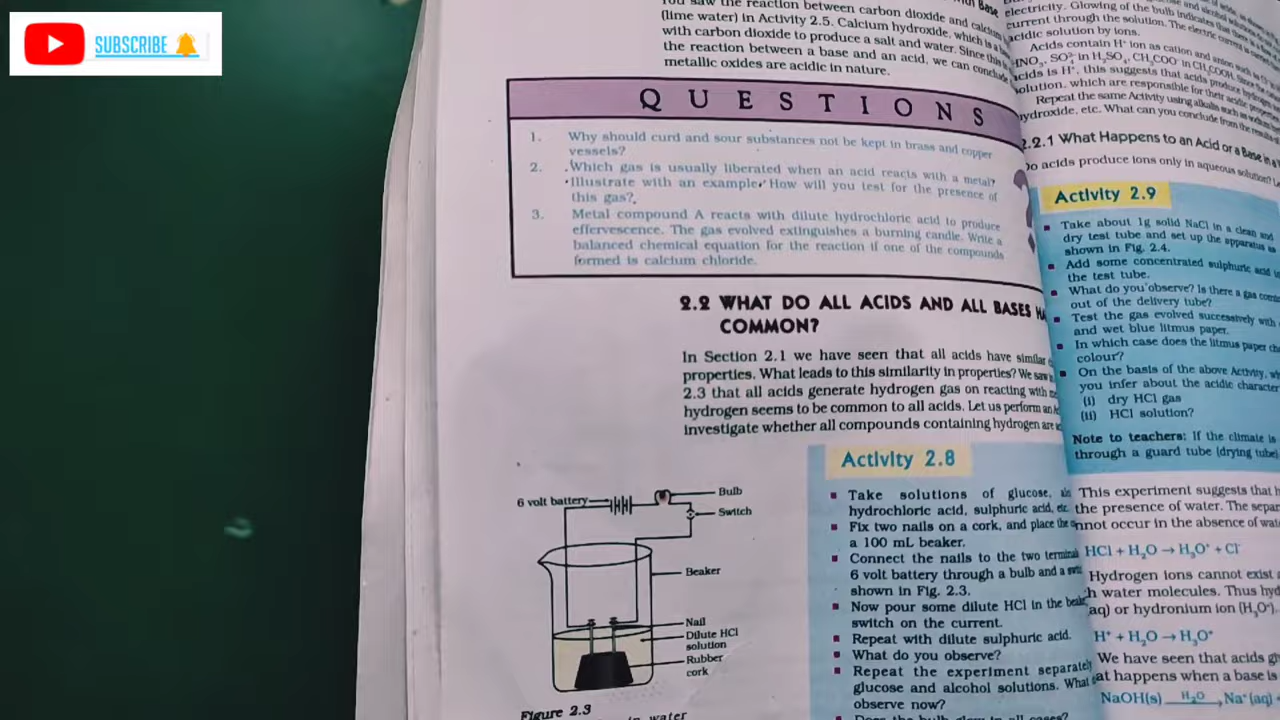 SUBSCRIBE
You saw the reaction between carbon dioxide and calcium
(lime water) in Activity 2.5. Calcium hydroxide, which is a
with carbon dioxide to produce a salt and water. Since this is
the reaction between a base and an acid, we can conclude
metallic oxides are acidic in nature.
QUESTIONS
1. Why should curd and sour substances not be kept in brass and copper
vessels?
2. Which gas is usually liberated when an acid reacts with a metal?
Illustrate with an example. How will you test for the presence of
this gas?
3. Metal compound A reacts with dilute hydrochloric acid to produce
effervescence. The gas evolved extinguishes a burning candle. Write a
balanced chemical equation for the reaction if one of the compounds
formed is calcium chloride.
2.2 WHAT DO ALL ACIDS AND ALL BASES HA
COMMON?
In Section 2.1 we have seen that all acids have similar
properties. What leads to this similarity in properties? We saw
2.3 that all acids generate hydrogen gas on reacting with
hydrogen seems to be common to all acids. Let us perform an
investigate whether all compounds containing hydrogen are
6 volt battery
Bulb
Switch
Beaker
Nail
Dilute HCl
solution
Rubber
cork
Figure 2.3
in water
Activity 2.8
Take solutions of glucose,
hydrochloric acid, sulphuric acid, etc.
Fix two nails on a cork, and place the
a 100 mL beaker.
Connect the nails to the two
6 volt battery through a bulb and a
shown in Fig. 2.3.
Now pour some dilute HCl in the
switch on the current.
Repeat with dilute sulphuric acid.
What do you observe?
Repeat the experiment separately
glucose and alcohol solutions. What
observe now?
Does the bulb glow in all cases?
electricity. Glowing of the bulb indicates that there is a
current through the solution. The electric current is
acidic solution by ions.
Acids contain H⁺ ion as cation and anion such as
HNO₃, SO₄²⁻ in H₂SO₄, CH₃COO⁻ in CH₃COOH. Since the
acids is H⁺, this suggests that acids produce hydrogen
solution, which are responsible for their acidic properties
Repeat the same Activity using alkalis such as
hydroxide, etc. What can you conclude from the results
2.2.1 What Happens to an Acid or a Base in a
Do acids produce ions only in aqueous solution?
Activity 2.9
Take about 1g solid NaCl in a clean and
dry test tube and set up the apparatus as
shown in Fig. 2.4.
Add some concentrated sulphuric acid
the test tube.
What do you observe? Is there a gas
out of the delivery tube?
Test the gas evolved successively with
and wet blue litmus paper.
In which case does the litmus paper
colour?
On the basis of the above Activity,
you infer about the acidic character
(i) dry HCl gas
(ii) HCl solution?
Note to teachers: If the climate is
through a guard tube (drying tube)
This experiment suggests that
the presence of water. The
nnot occur in the absence of
HCl + H₂O → H₃O⁺ + Cl⁻
Hydrogen ions cannot exist
h water molecules. Thus
(aq) or hydronium ion (H₃O⁺).
H⁺ + H₂O → H₃O⁺
We have seen that acids
at happens when a base is
NaOH(s) H₂O → Na⁺(aq)